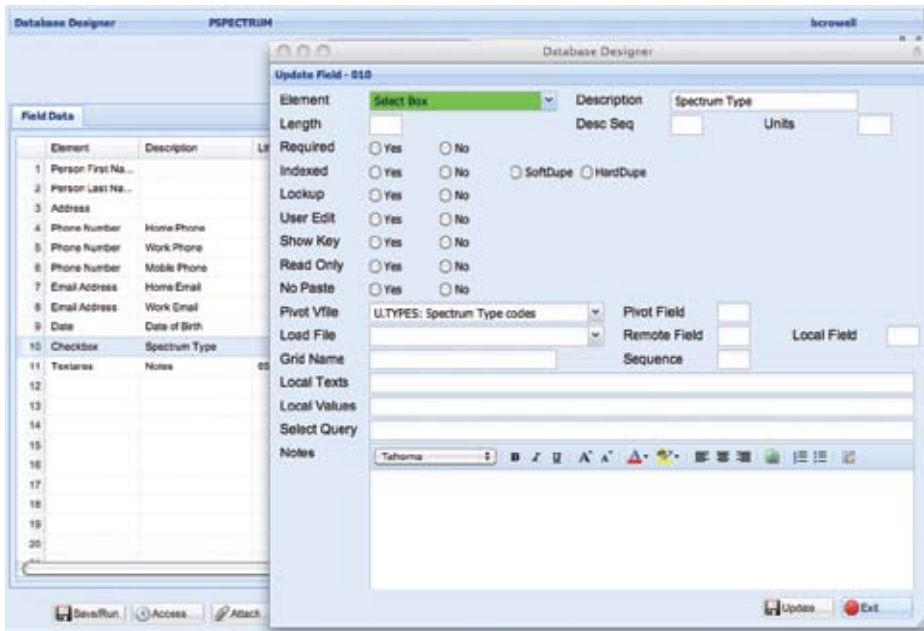 Database Designer PSPECTRUM bcrowell
Database Designer
Update Field - 010
Element Select Box Description Spectrum Type
Length Desc Seq Units
Required Yes No
Indexed Yes No SoftDupe HardDupe
Lookup Yes No
User Edit Yes No
Show Key Yes No
Read Only Yes No
No Paste Yes No
Pivot Vfile U.TYPES: Spectrum Type codes Pivot Field
Load File Remote Field Local Field
Grid Name Sequence
Local Texts
Local Values
Select Query
Notes Tahoma B I U A A A
Update Exit
Field Data
Element Description
1 Person First Na...
2 Person Last Na...
3 Address
4 Phone Number Home Phone
5 Phone Number Work Phone
6 Phone Number Mobile Phone
7 Email Address Home Email
8 Email Address Work Email
9 Date Date of Birth
10 Checkbox Spectrum Type
11 Textarea Notes
12
13
14
15
16
17
18
19
20
Save/Run Access Attach